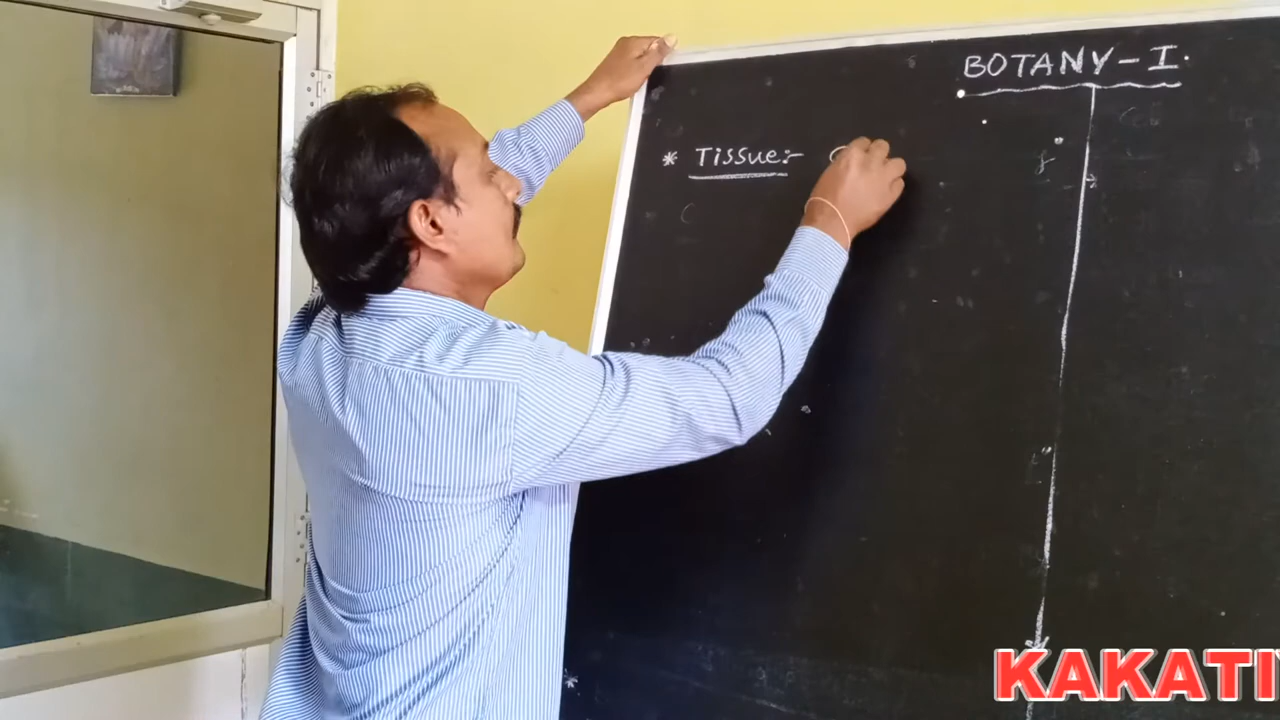 BOTANY - I.
* Tissue:-
KAKATI